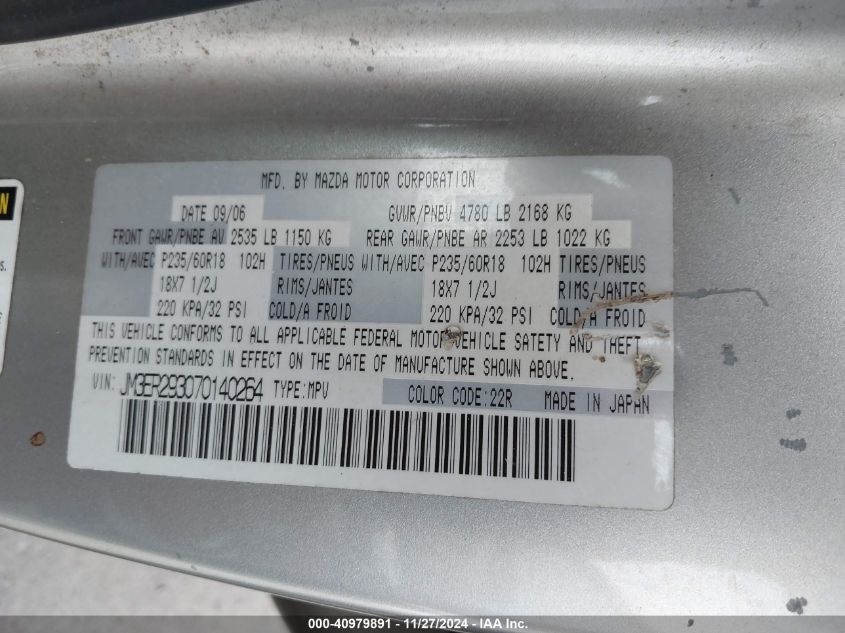 MFD. BY MAZDA MOTOR CORPORATION
DATE 09/06 GVWR/PNBV 4780 LB 2168 KG
FRONT GAWR/PNBE AV 2535 LB 1150 KG REAR GAWR/PNBE AR 2253 LB 1022 KG
WITH/AVEC P235/60R18 102H TIRES/PNEUS WITH/AVEC P235/60R18 102H TIRES/PNEUS
18X7 1/2J RIMS/JANTES 18X7 1/2J RIMS/JANTES
220 KPA/32 PSI COLD/A FROID 220 KPA/32 PSI COLD/A FROID
THIS VEHICLE CONFORMS TO ALL APPLICABLE FEDERAL MOTOR VEHICLE SAFETY AND THEFT
PREVENTION STANDARDS IN EFFECT ON THE DATE OF MANUFACTURE SHOWN ABOVE.
VIN: JM3ER293070140264 TYPE:MPV COLOR CODE:22R MADE IN JAPAN
000-40979891 - 11/27/2024 - IAA Inc.